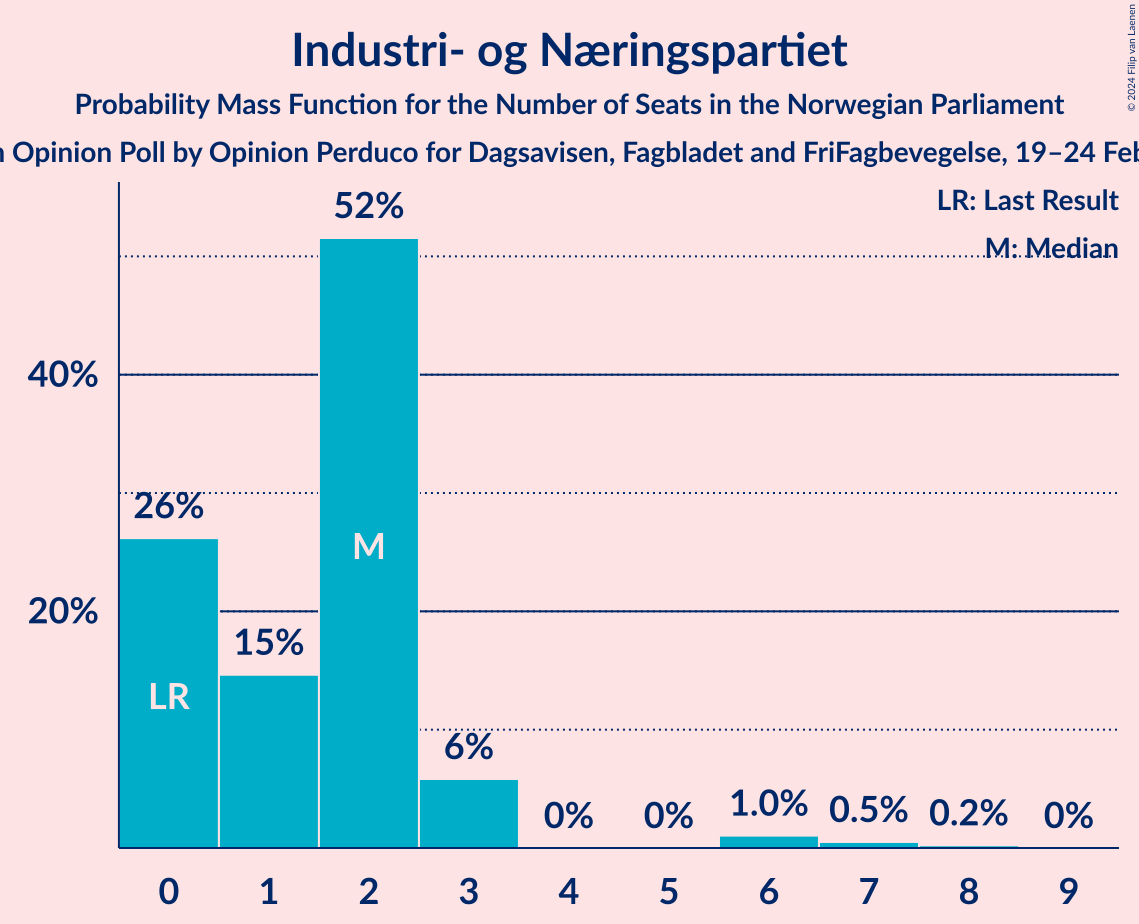 Industri- og Næringspartiet
Probability Mass Function for the Number of Seats in the Norwegian Parliament
Opinion Poll by Opinion Perduco for Dagsavisen, Fagbladet and FriFagbevegelse, 19–24
© 2024 Filip van Laenen
LR: Last Result
M: Median
52%
40%
26%
M
20%
15%
LR
6%
0%
0%
1.0%
0.5%
0.2%
0%
0 1 2 3 4 5 6 7 8 9